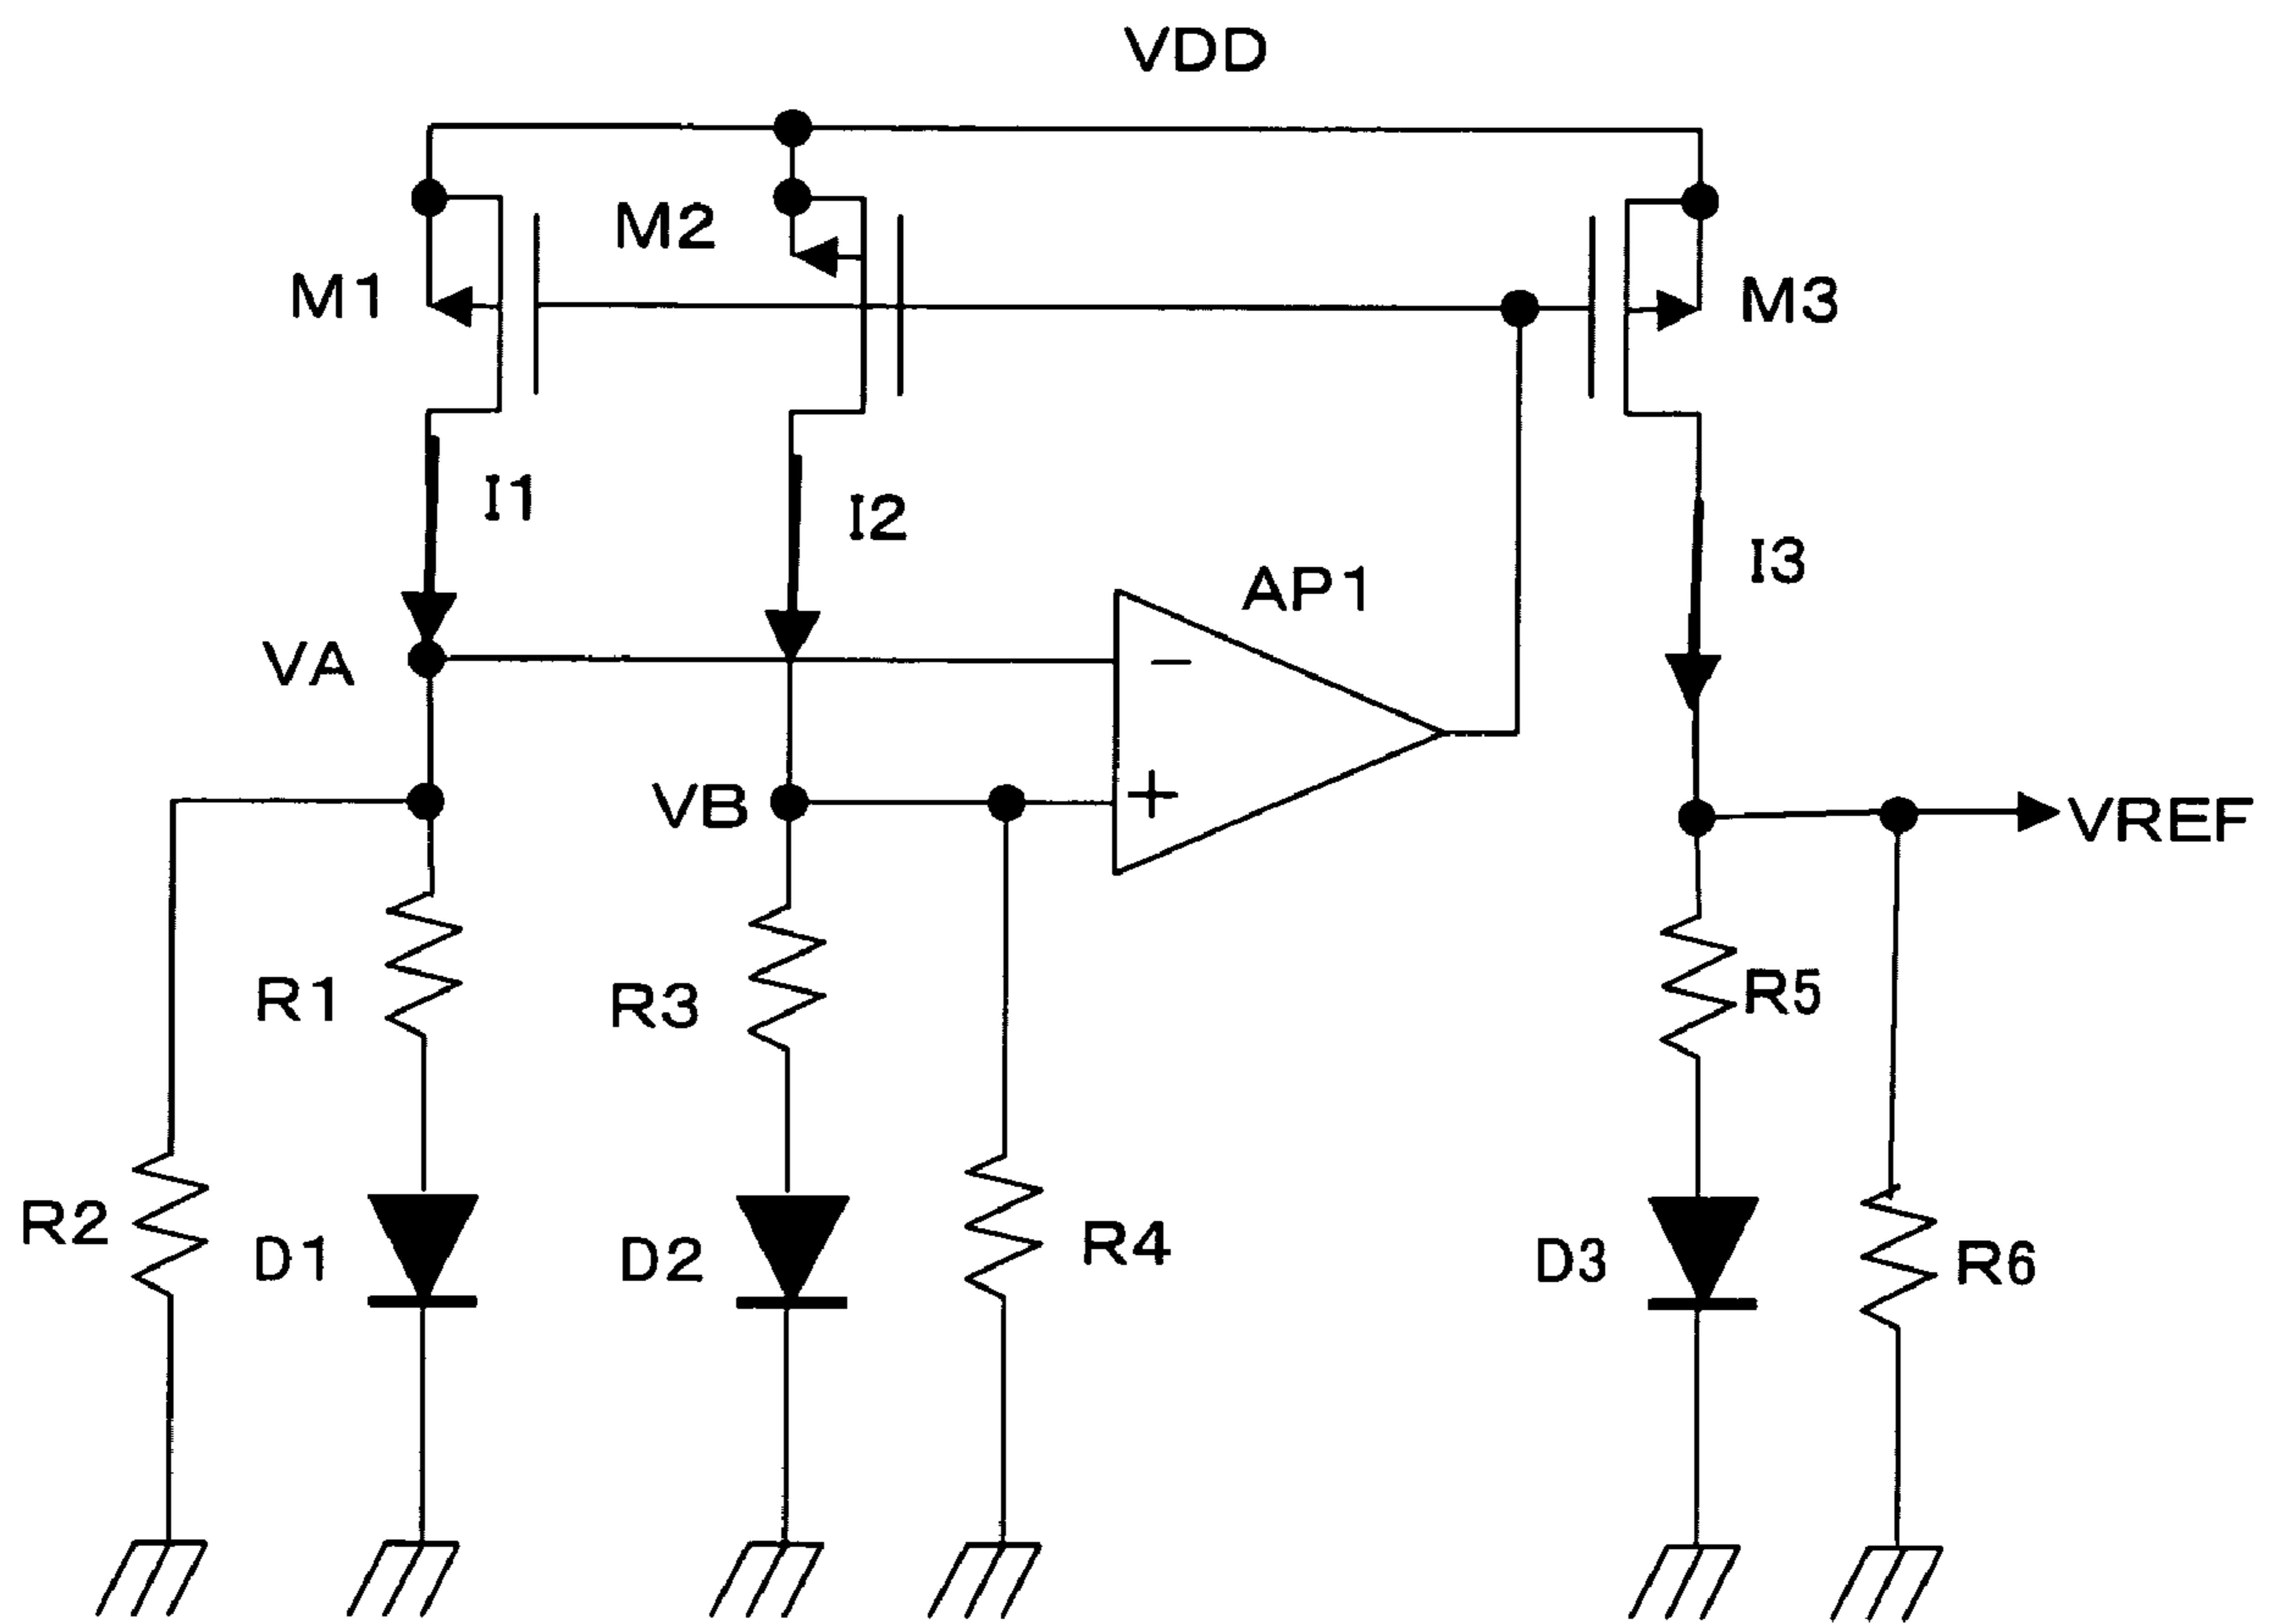 VDD
M2
M1
M3
I1
I2
I3
AP1
VA
−
VB
+
VREF
R1
R3
R5
R2
D1
D2
R4
D3
R6